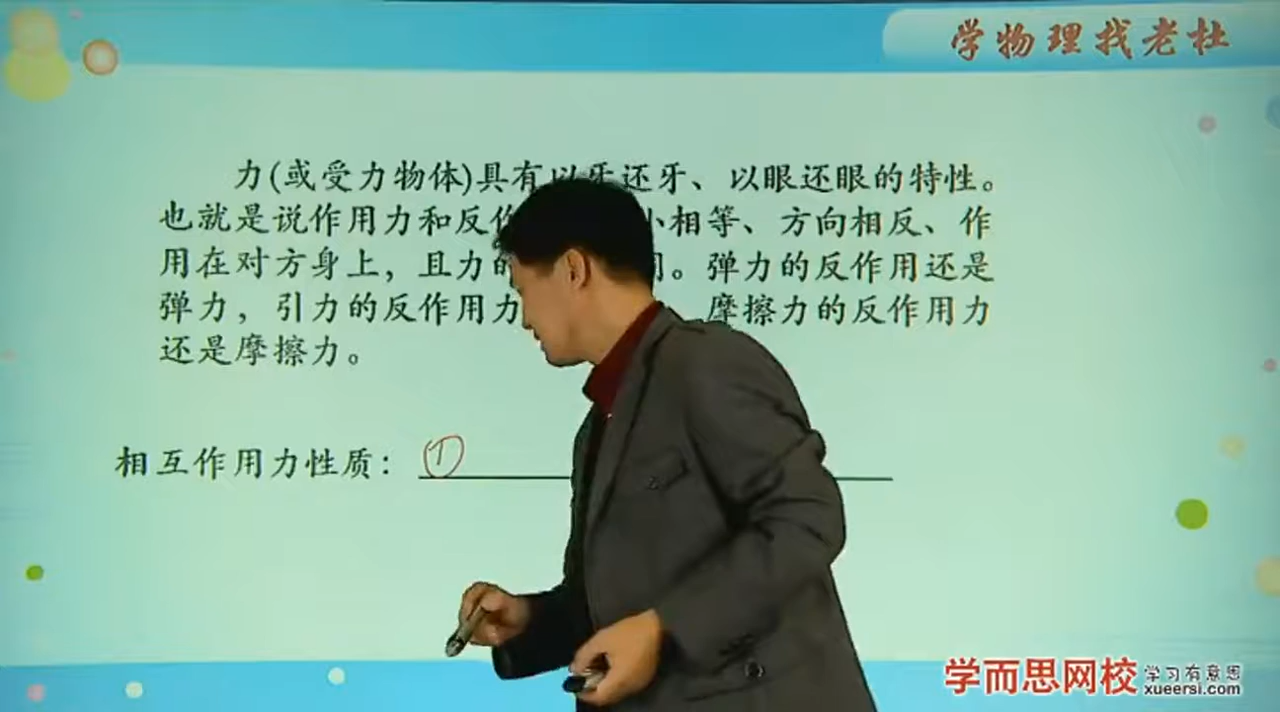 学物理找老杜
力(或受力物体)具有以牙还牙、以眼还眼的特性。
也就是说作用力和反作 小相等、方向相反、作
用在对方身上，且力的 。弹力的反作用还是
弹力，引力的反作用力 摩擦力的反作用力
还是摩擦力。
相互作用力性质： ①
学而思网校 学习有意思
xueersi.com